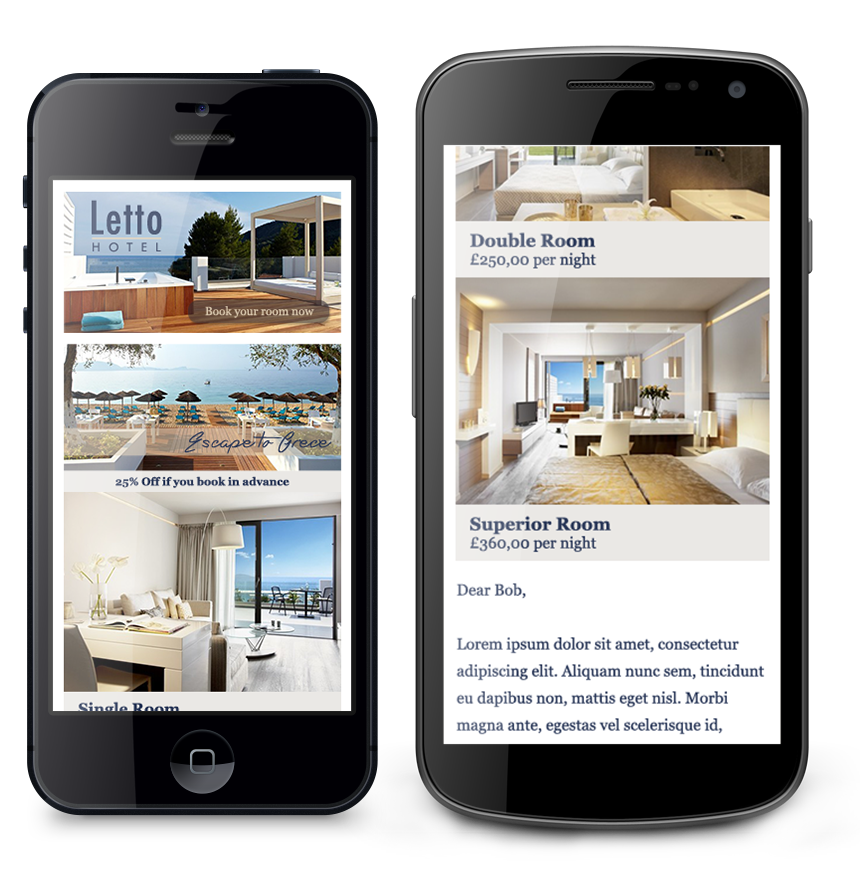 Letto
HOTEL
Book your room now
Escape to Grece
25% Off if you book in advance
Single Room
Double Room
£250,00 per night
Superior Room
£360,00 per night
Dear Bob,
Lorem ipsum dolor sit amet, consectetur
adipiscing elit. Aliquam nunc sem, tincidunt
eu dapibus non, mattis eget nisl. Morbi
magna ante, egestas vel scelerisque id,